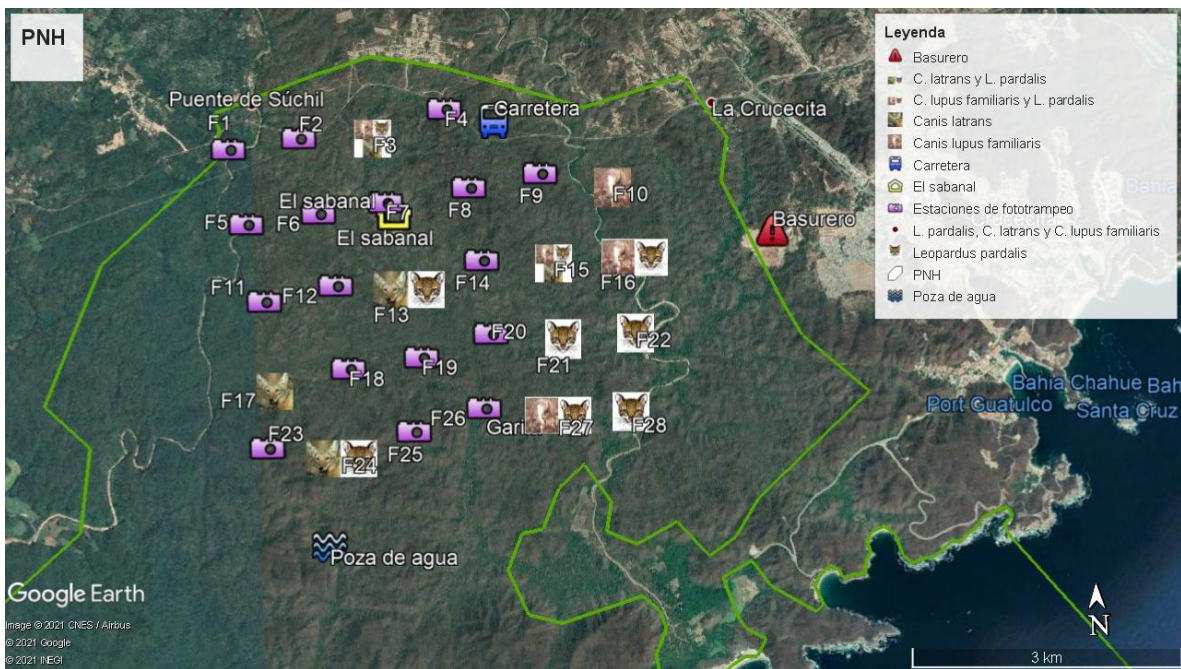 PNH
Puente de Súchil
F1
F2
F3
F4
Carretera
La Crucecita
El sabanal
F5
F6
F7
F8
F9
F10
El sabanal
Basurero
F11
F12
F13
F14
F15
F16
F17
F18
F19
F20
F21
F22
F23
F24
F25
F26
Gari
F27
F28
Poza de agua
Port Guatulco
Bahia Chahue
Santa Cruz
Leyenda
Basurero
C. latrans y L. pardalis
C. lupus familiaris y L. pardalis
Canis latrans
Canis lupus familiaris
Carretera
El sabanal
Estaciones de fototrampeo
L. pardalis, C. latrans y C. lupus familiaris
Leopardus pardalis
PNH
Poza de agua
Google Earth
Image © 2021 CNES / Airbus
© 2021 Google
© 2021 INEGI
N
3 km